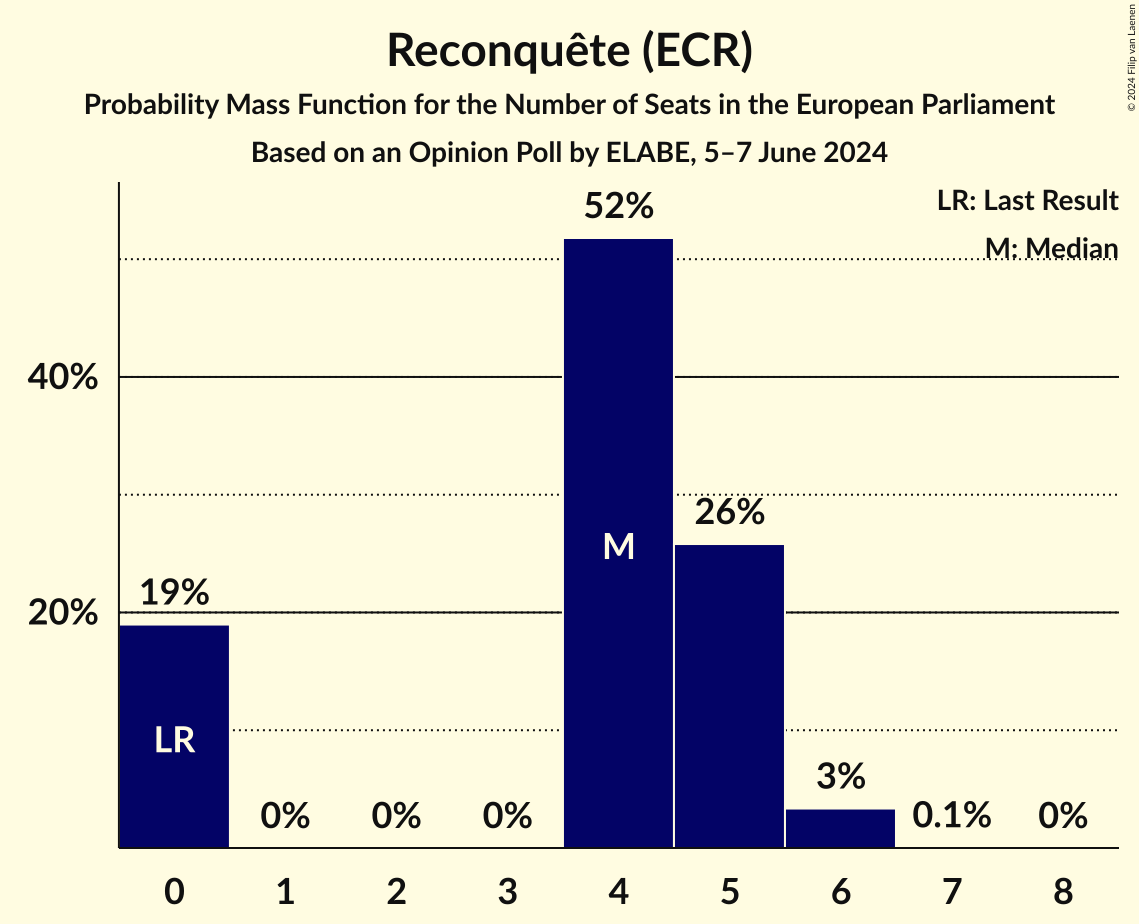 Reconquête (ECR)
Probability Mass Function for the Number of Seats in the European Parliament
Based on an Opinion Poll by ELABE, 5–7 June 2024
© 2024 Filip van Laenen
LR: Last Result
M: Median
52%
40%
26%
M
19%
20%
LR
3%
0%
0%
0%
0.1%
0%
0
1
2
3
4
5
6
7
8